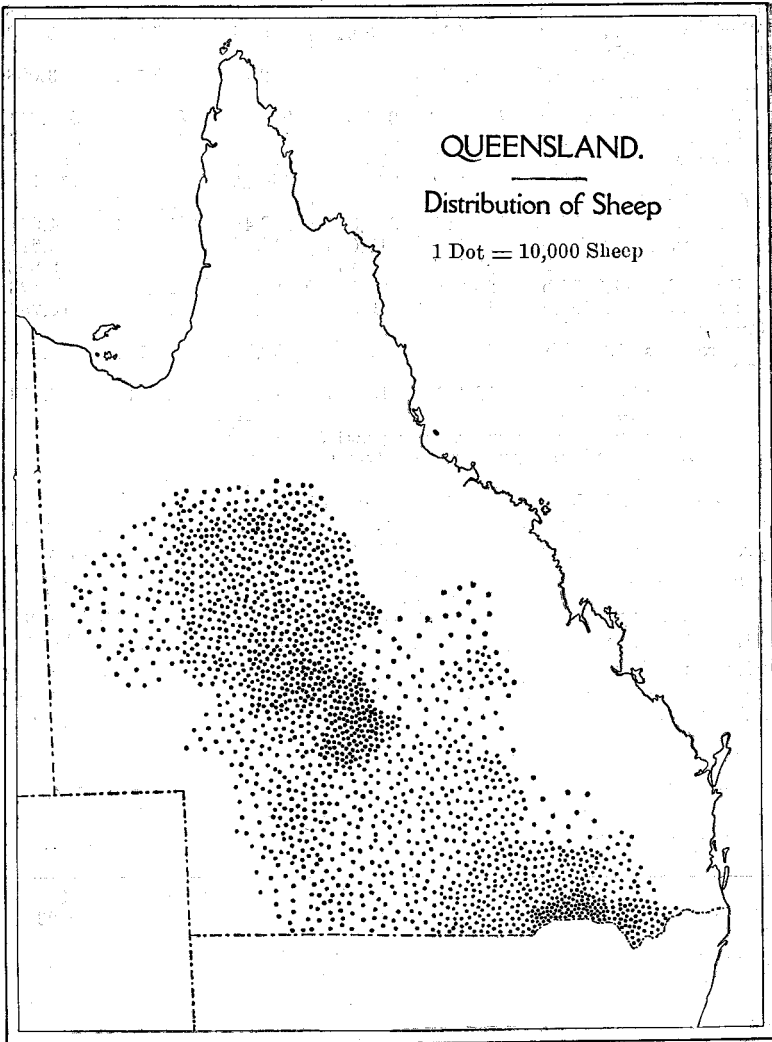 QUEENSLAND.
Distribution of Sheep
1 Dot = 10,000 Sheep